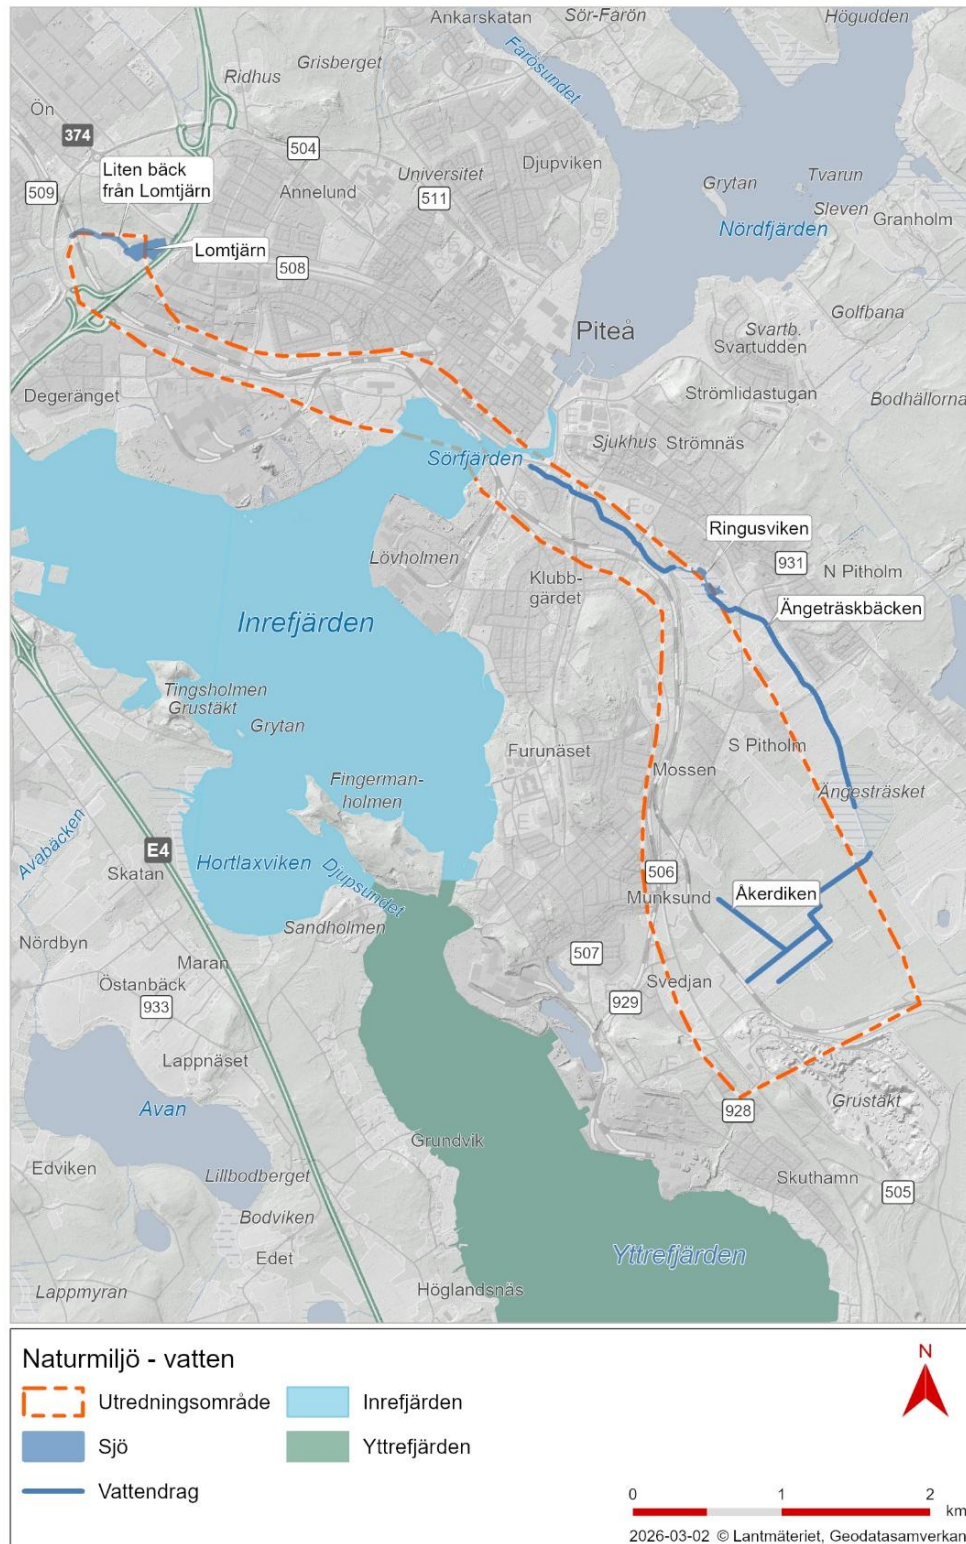 Ankarskatan
Sör-Farön
Högudden
Farösundet
Grisberget
Ridhus
Ön
374
504
Liten bäck
från Lomtjärn
Universitet
Djupviken
509
Annelund
511
Grytan
Tvarun
Sleven
Granholm
Nördfjärden
Lomtjärn
508
Golfbana
Piteå
Svartb.
Svartudden
Degeränget
Strömlidastugan
Bodhällorna
Sjukhus
Strömnäs
Sörfjärden
Ringusviken
Lövholmen
931
N Pitholm
Klubb-
gärdet
Ängeträskbäcken
Inrefjärden
Tingsholmen
Grustäkt
Grytan
Furunäset
S Pitholm
Mossen
Fingerman-
holmen
Ängesträsket
Avabäcken
E4
Hortlaxviken
Djupsundet
506
Skatan
Munksund
Åkerdiken
Sandholmen
Nördbyn
Maran
507
Östanbäck
Svedjan
933
929
Lappnäset
Avan
928
Grustäkt
Grundvik
Edviken
Lillbodberget
Skuthamn
505
Bodviken
Edet
Yttrefjärden
Lappmyran
Höglandsnäs
Naturmiljö - vatten
Utredningsområde
Inrefjärden
Sjö
Yttrefjärden
Vattendrag
N
0 1 2
km
2026-03-02 © Lantmäteriet, Geodatasamverkan